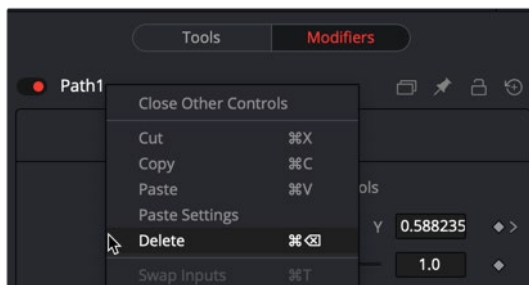 Tools Modifiers
Path1
Close Other Controls
Cut ⌘X
Copy ⌘C
Paste ⌘V
ols
Paste Settings
Y 0.588235
Delete ⌘⌫
1.0
Swap Inputs ⌘T